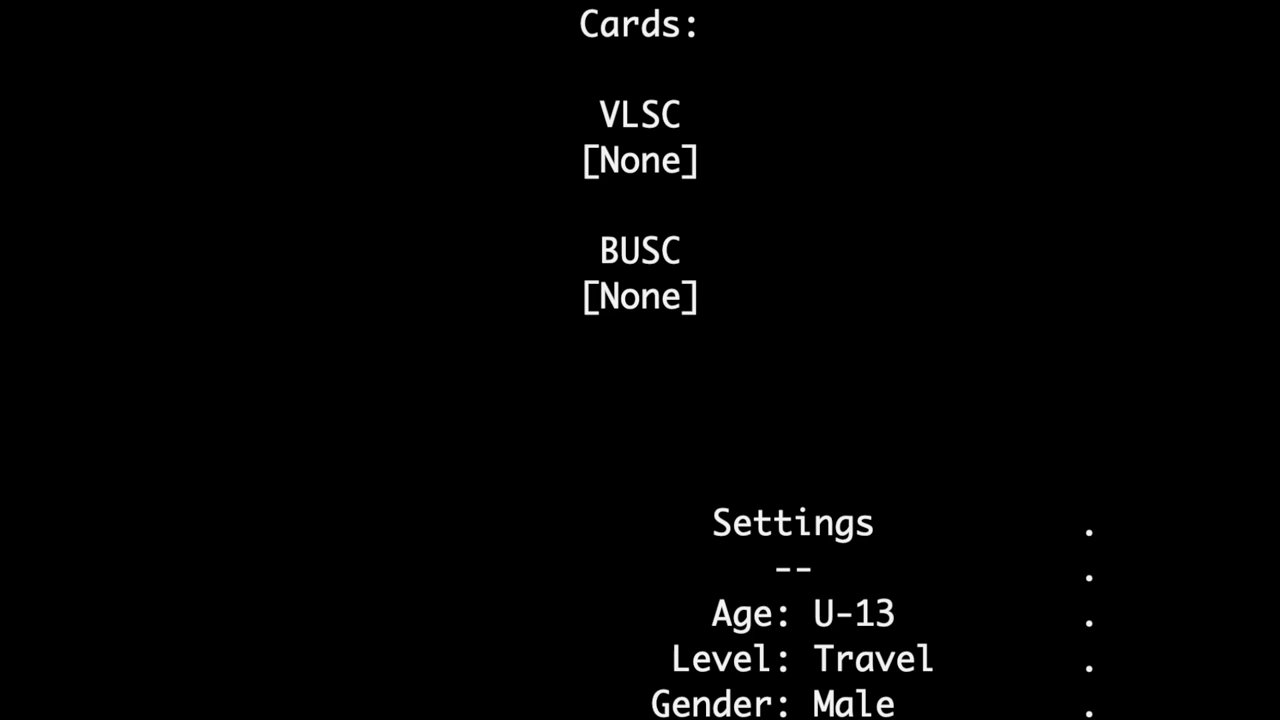 Cards:
VLSC
[None]
BUSC
[None]
Settings .
-- .
Age: U-13 .
Level: Travel .
Gender: Male .